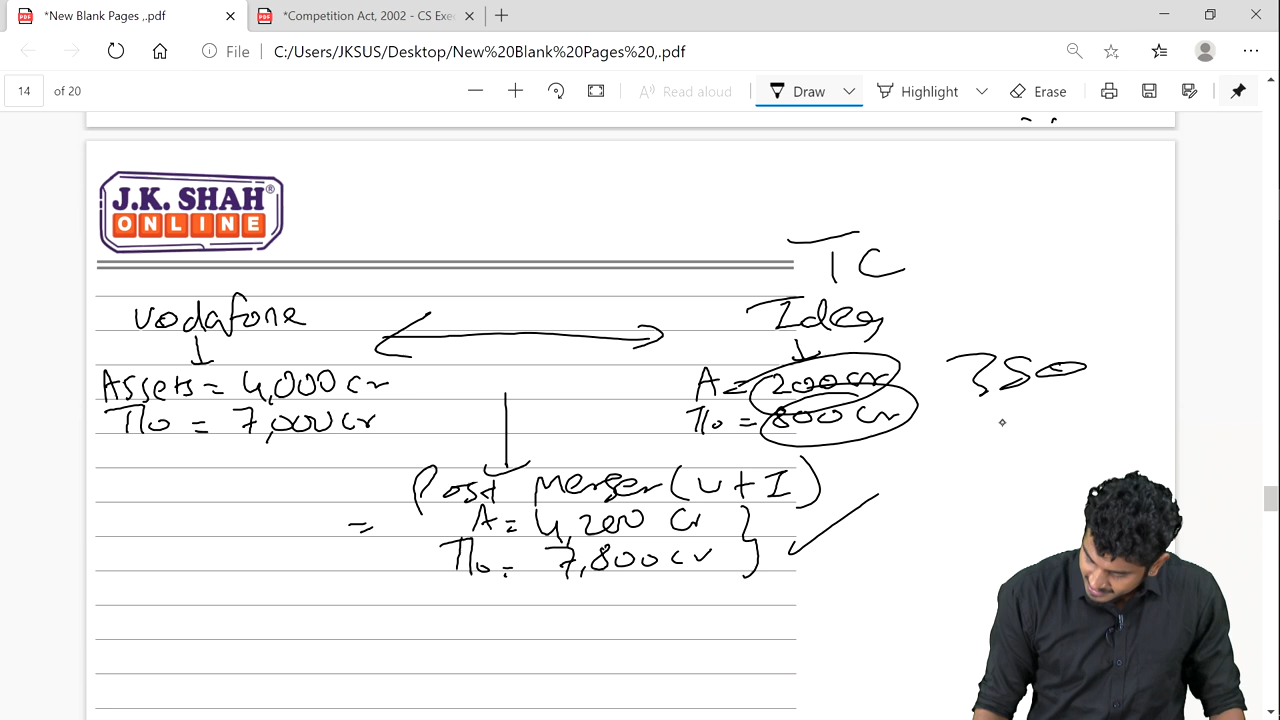 *New Blank Pages ,.pdf
*Competition Act, 2002 - CS Exec
File C:/Users/JKSUS/Desktop/New%20Blank%20Pages%20,.pdf
14 of 20
Read aloud
Draw
Highlight
Erase
J.K. SHAH®
ONLINE
TC
Vodafone
Idea
Assets = 4,000 cr
A = 200 cr
350
T/o = 7,000 cr
T/o = 800 cr
Post Merger (V + I)
= A = 4,200 Cr
T/o = 7,800 cr